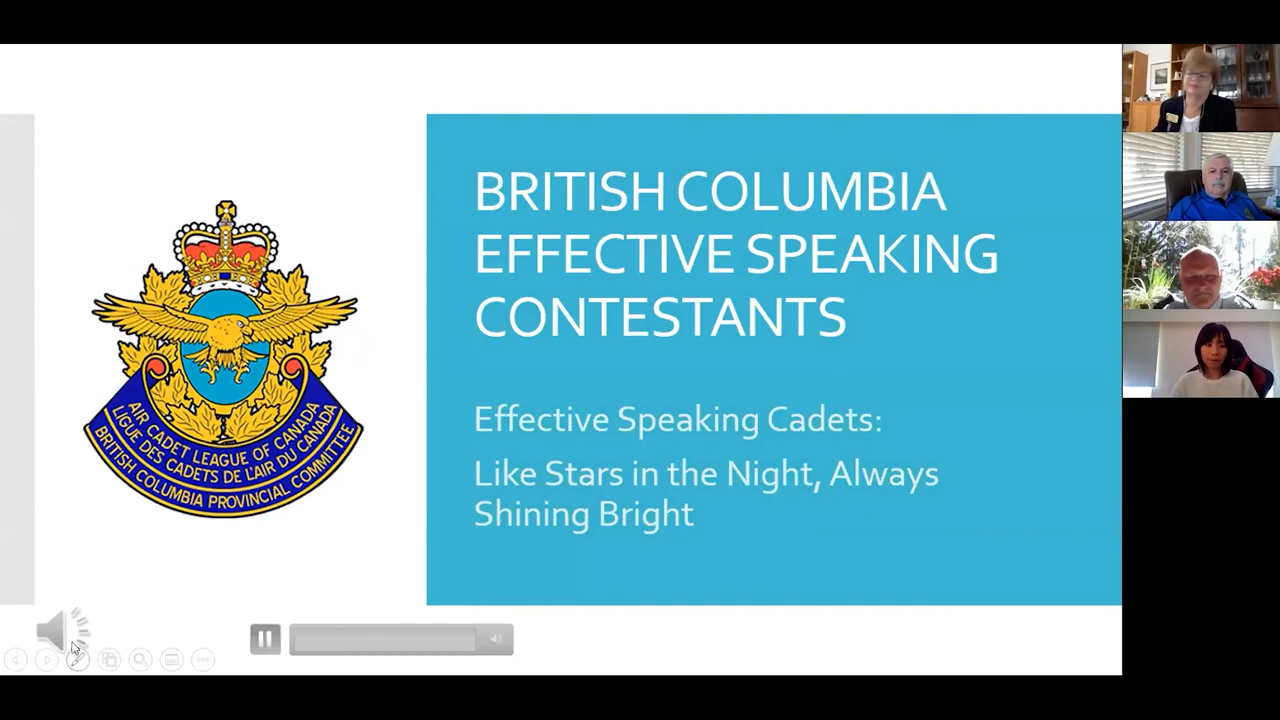 BRITISH COLUMBIA
EFFECTIVE SPEAKING
CONTESTANTS
Effective Speaking Cadets:
Like Stars in the Night, Always
Shining Bright
AIR CADET LEAGUE OF CANADA
LIGUE DES CADETS DE L'AIR DU CANADA
BRITISH COLUMBIA PROVINCIAL COMMITTEE